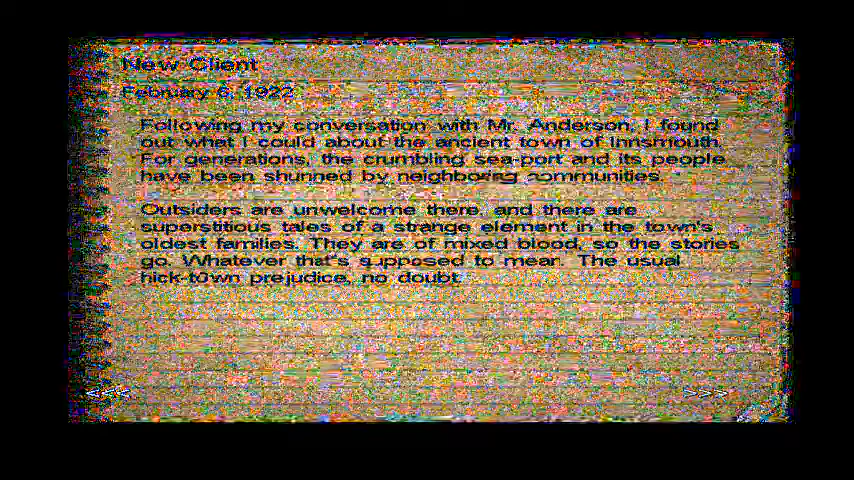 New Client
February 6, 1922
Following my conversation with Mr. Anderson, I found
out what I could about the ancient town of Innsmouth.
For generations, the crumbling sea-port and its people
have been shunned by neighboring communities.
Outsiders are unwelcome there, and there are
superstitious tales of a strange element in the town's
oldest families. They are of mixed blood, so the stories
go. Whatever that's supposed to mean. The usual
hick-town prejudice, no doubt.
<<< >>>